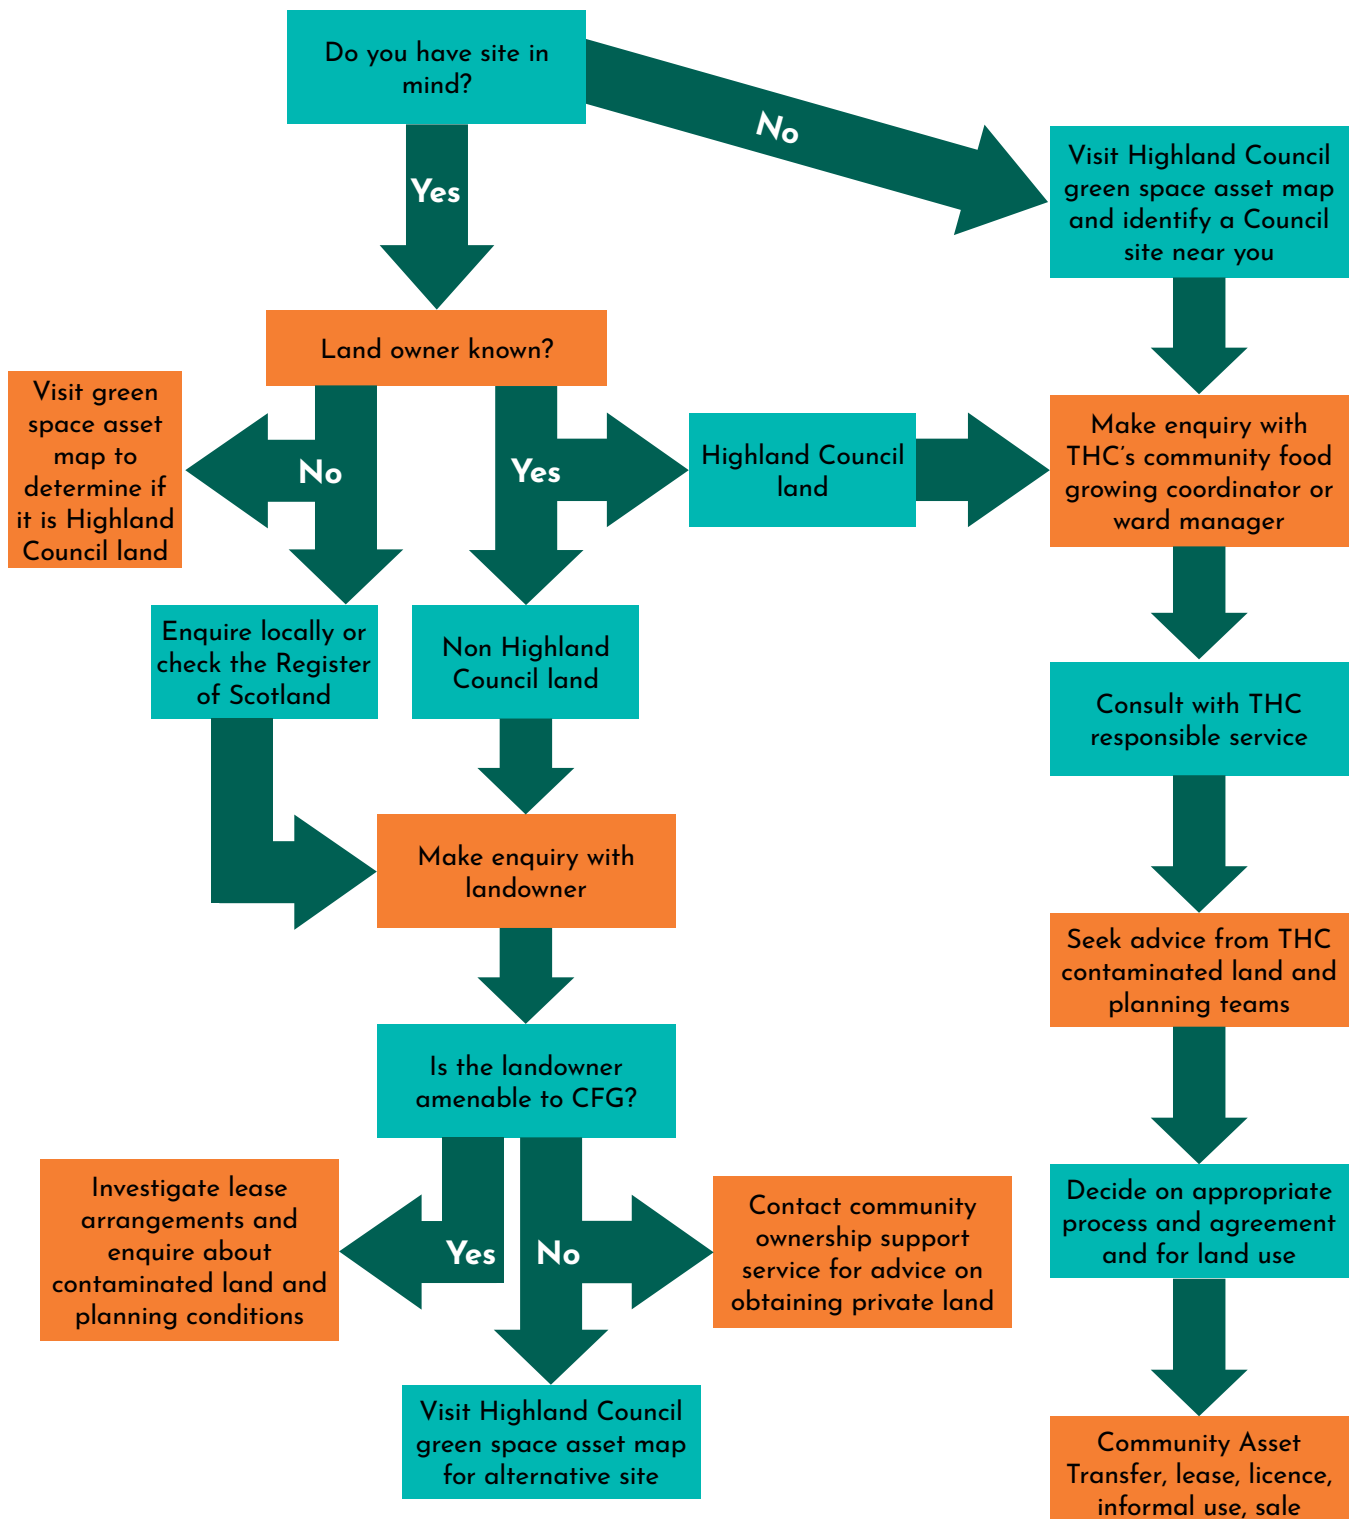 Do you have site in
mind?
No
Yes
Visit Highland Council
green space asset map
and identify a Council
site near you
Land owner known?
Visit green
space asset
map to
determine if
it is Highland
Council land
No
Yes
Highland Council
land
Make enquiry with
THC's community food
growing coordinator or
ward manager
Enquire locally or
check the Register
of Scotland
Non Highland
Council land
Consult with THC
responsible service
Make enquiry with
landowner
Seek advice from THC
contaminated land and
planning teams
Is the landowner
amenable to CFG?
Investigate lease
arrangements and
enquire about
contaminated land and
planning conditions
Yes
No
Contact community
ownership support
service for advice on
obtaining private land
Decide on appropriate
process and agreement
and for land use
Visit Highland Council
green space asset map
for alternative site
Community Asset
Transfer, lease, licence,
informal use, sale